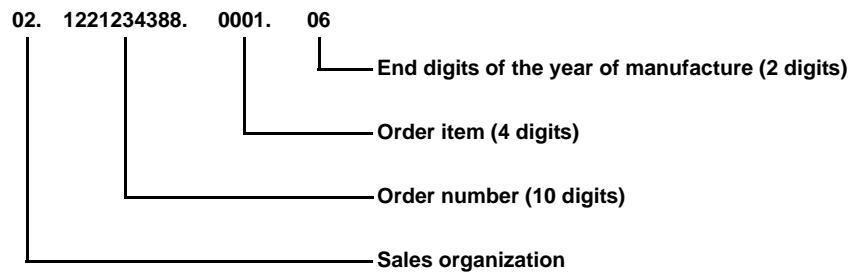 02. 1221234388. 0001. 06
End digits of the year of manufacture (2 digits)
Order item (4 digits)
Order number (10 digits)
Sales organization